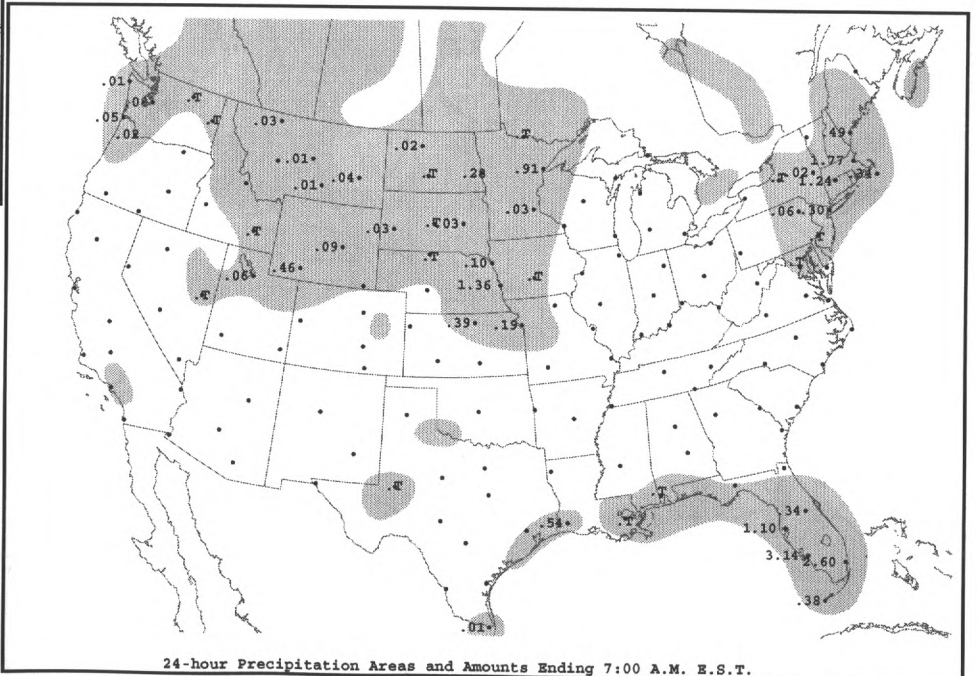 .01
.T
.08
.05
.02
.T
.03
.01
.01
.04
.02
.T
.28
.T
.91
.03
.T
.03
.T
.03
.09
.46
.06
.T
.T
.10
1.36
.T
.39
.19
.49
1.77
.02
.T
1.24
.34
.06
.30
.T
.T
.T
.54
.T
.T
.34
1.10
3.14
2.60
.38
.01
24-hour Precipitation Areas and Amounts Ending 7:00 A.M. E.S.T.